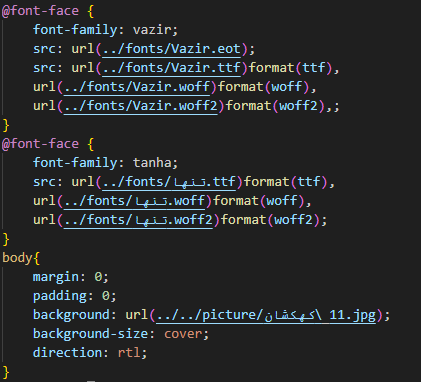 @font-face {
font-family: vazir;
src: url(../fonts/Vazir.eot);
src: url(../fonts/Vazir.ttf)format(ttf),
url(../fonts/Vazir.woff)format(woff),
url(../fonts/Vazir.woff2)format(woff2),;
}
@font-face {
font-family: tanha;
src: url(../fonts/تنها.ttf)format(ttf),
url(../fonts/تنها.woff)format(woff),
url(../fonts/تنها.woff2)format(woff2);
}
body{
margin: 0;
padding: 0;
background: url(../../picture/کهکشان\ 11.jpg);
background-size: cover;
direction: rtl;
}